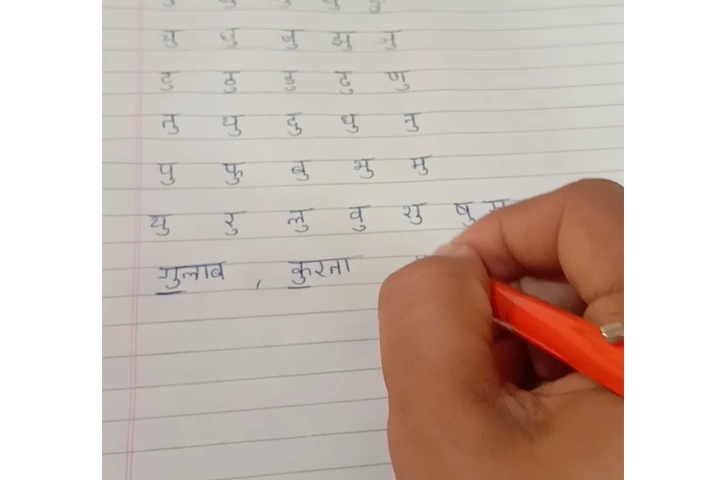 चु छु जु झु ञु
टु ठु डु ढु णु
तु थु दु धु नु
पु फु बु भु मु
यु रु लु वु शु षु
गुलाब , कुरता